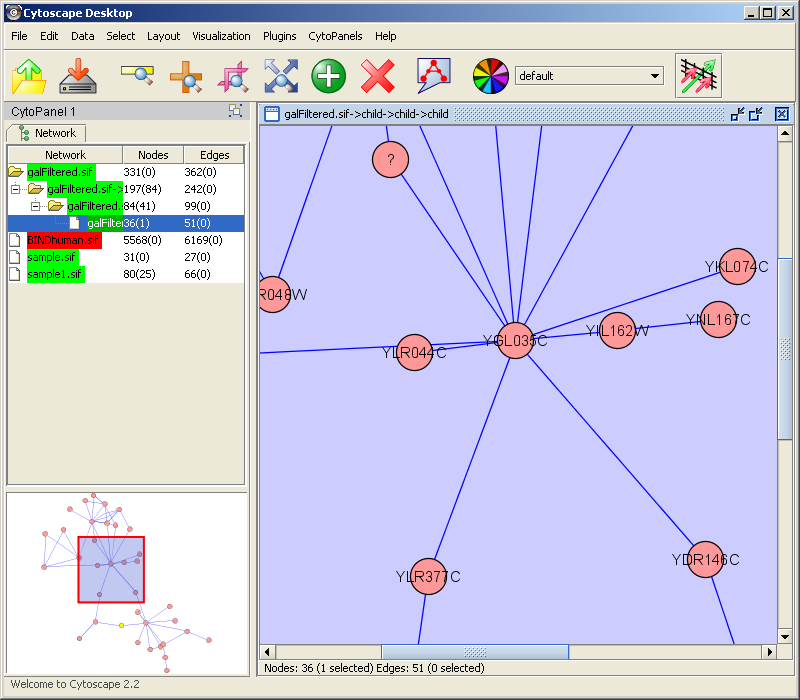 Cytoscape Desktop
File Edit Data Select Layout Visualization Plugins CytoPanels Help
default
CytoPanel 1
Network
Network Nodes Edges
galFiltered.sif 331(0) 362(0)
galFiltered.sif-> 197(84) 242(0)
galFiltered. 84(41) 99(0)
galFilter 36(1) 51(0)
BINDhuman.sif 5568(0) 6169(0)
sample.sif 31(0) 27(0)
sample1.sif 80(25) 66(0)
galFiltered.sif->child->child->child
?
YKL074C
R048W
YNL167C
YIL162W
YGL035C
YLR044C
YDR146C
YLR377C
Nodes: 36 (1 selected) Edges: 51 (0 selected)
Welcome to Cytoscape 2.2